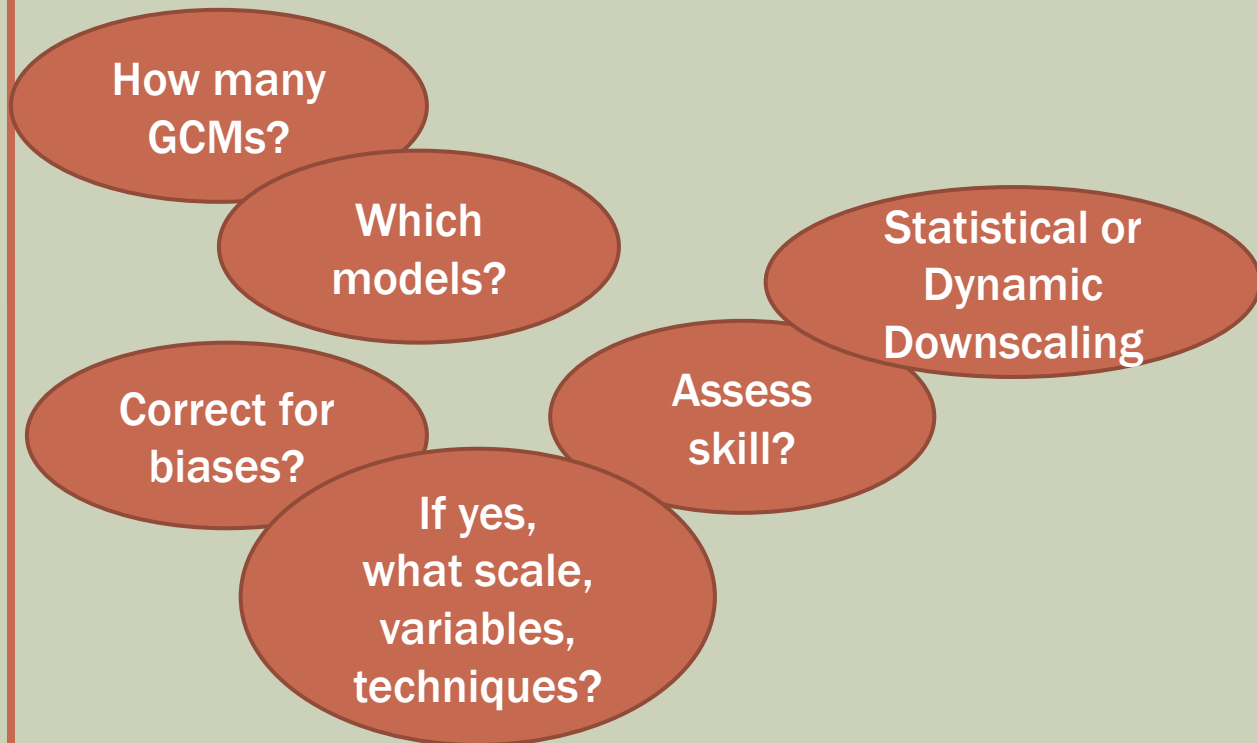 How many
GCMs?
Which
models?
Statistical or
Dynamic
Downscaling
Correct for
biases?
Assess
skill?
If yes,
what scale,
variables,
techniques?